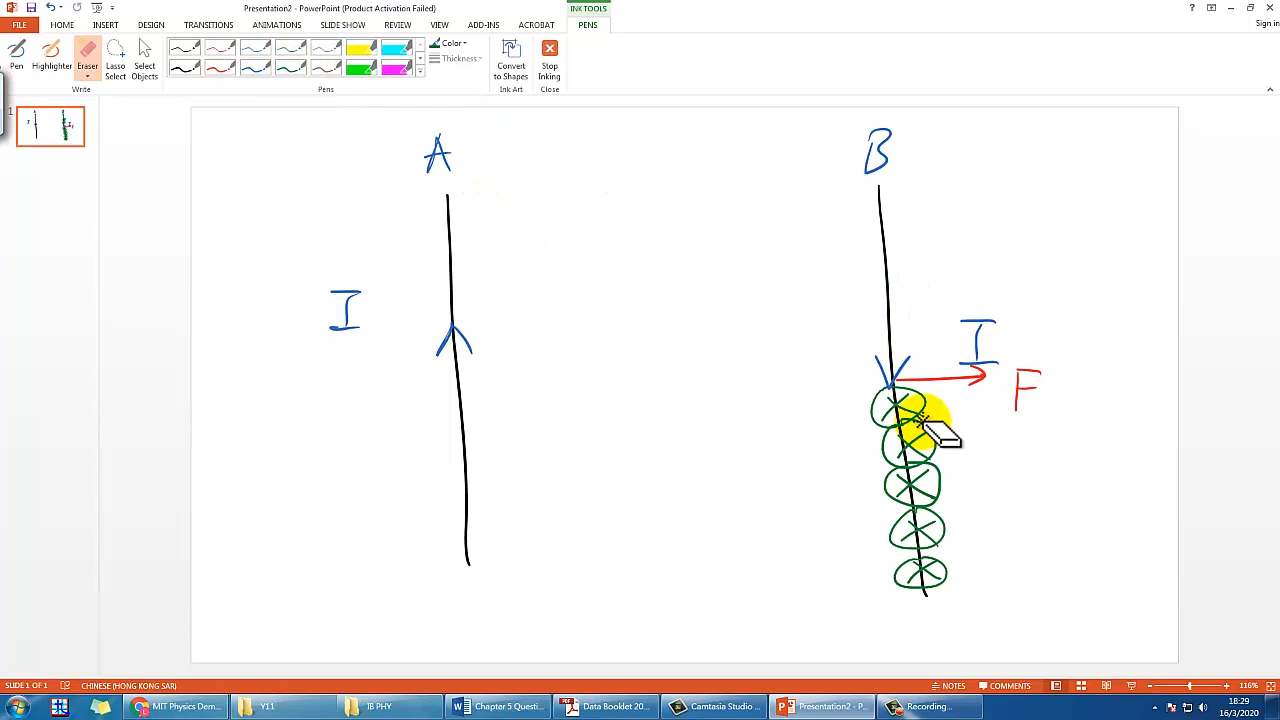 Presentation2 - PowerPoint (Product Activation Failed)
INK TOOLS
FILE
HOME
INSERT
DESIGN
TRANSITIONS
ANIMATIONS
SLIDE SHOW
REVIEW
VIEW
ADD-INS
ACROBAT
PENS
Sign in
Pen
Highlighter
Eraser
Lasso Select
Select Objects
Color
Thickness
Convert to Shapes
Stop Inking
Write
Pens
Ink Art
Close
1
A
B
I
I
F
SLIDE 1 OF 1
CHINESE (HONG KONG SAR)
NOTES
COMMENTS
116%
MIT Physics Dem...
Y11
IB PHY
Chapter 5 Questi...
Data Booklet 20...
Camtasia Studio ...
Presentation2 - P...
Recording...
18:29
16/3/2020